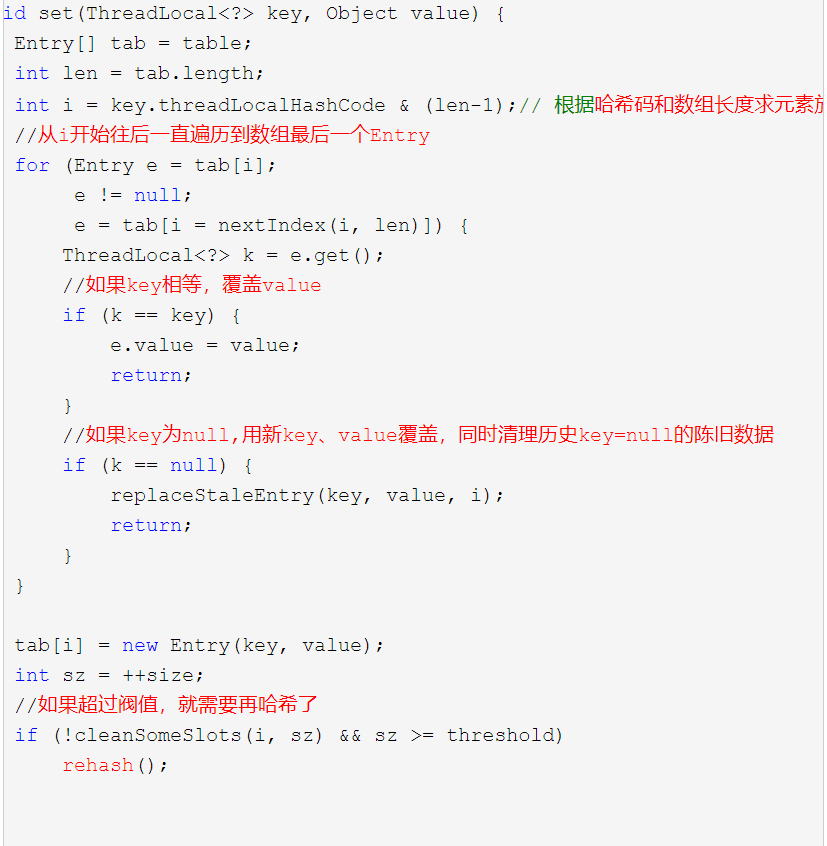 id set(ThreadLocal<?> key, Object value) {
Entry[] tab = table;
int len = tab.length;
int i = key.threadLocalHashCode & (len-1);// 根据哈希码和数组长度求元素放
//从i开始往后一直遍历到数组最后一个Entry
for (Entry e = tab[i];
e != null;
e = tab[i = nextIndex(i, len)]) {
ThreadLocal<?> k = e.get();
//如果key相等，覆盖value
if (k == key) {
e.value = value;
return;
}
//如果key为null,用新key、value覆盖，同时清理历史key=null的陈旧数据
if (k == null) {
replaceStaleEntry(key, value, i);
return;
}
}
tab[i] = new Entry(key, value);
int sz = ++size;
//如果超过阀值，就需要再哈希了
if (!cleanSomeSlots(i, sz) && sz >= threshold)
rehash();